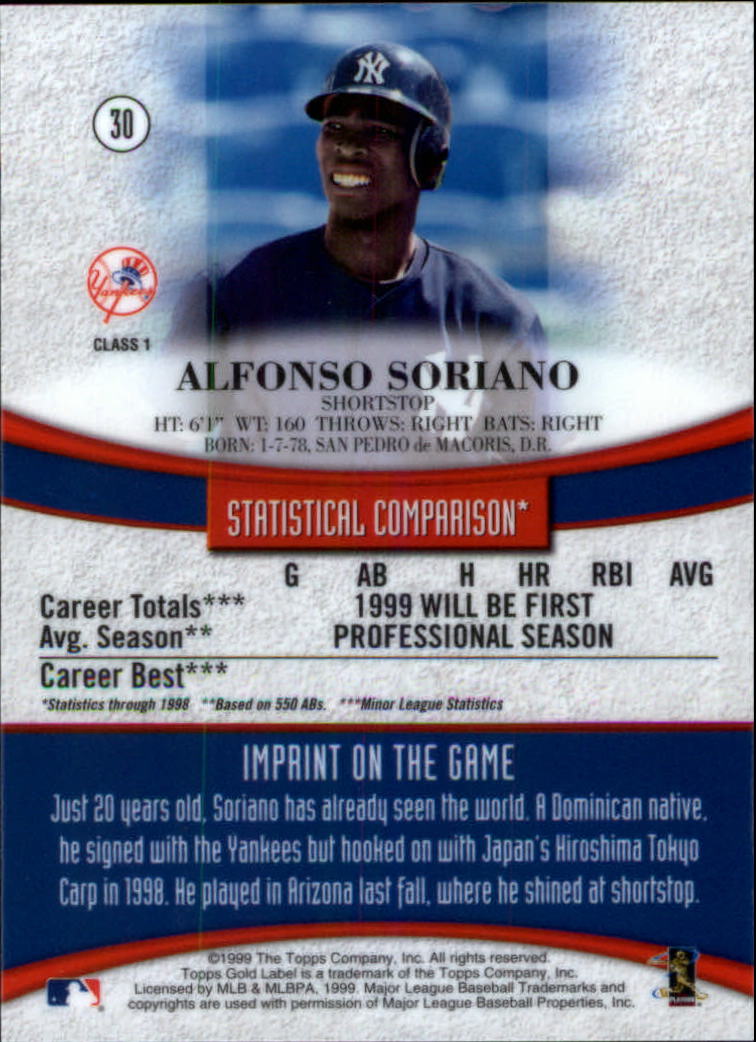 NY
30
Yankees
CLASS 1
ALFONSO SORIANO
SHORTSTOP
HT: 6'1" WT: 160 THROWS: RIGHT BATS: RIGHT
BORN: 1-7-78, SAN PEDRO de MACORIS, D.R.
STATISTICAL COMPARISON*
G AB H HR RBI AVG
Career Totals*** 1999 WILL BE FIRST
Avg. Season** PROFESSIONAL SEASON
Career Best***
*Statistics through 1998 **Based on 550 ABs. ***Minor League Statistics
IMPRINT ON THE GAME
Just 20 years old, Soriano has already seen the world. A Dominican native,
he signed with the Yankees but hooked on with Japan's Hiroshima Tokyo
Carp in 1998. He played in Arizona last fall, where he shined at shortstop.
©1999 The Topps Company, Inc. All rights reserved.
Topps Gold Label is a trademark of the Topps Company, Inc.
Licensed by MLB & MLBPA, 1999. Major League Baseball Trademarks and
copyrights are used with permission of Major League Baseball Properties, Inc.